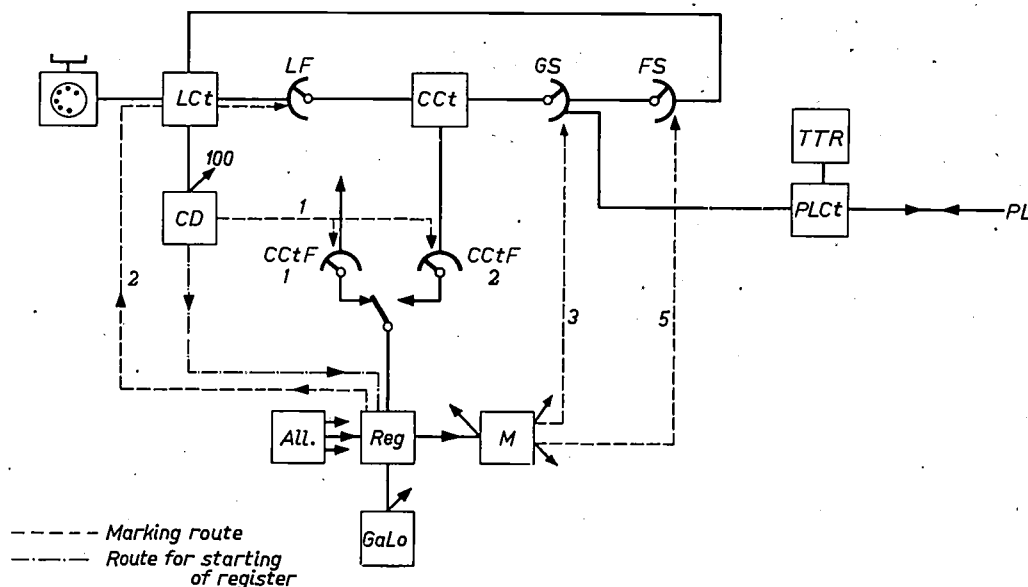 LF
GS
FS
LCt
CCt
TTR
100
CD
1
PLCt
PL
CCtF
1
CCtF
2
2
3
5
All.
Reg
M
GaLo
Marking route
Route for starting
of register